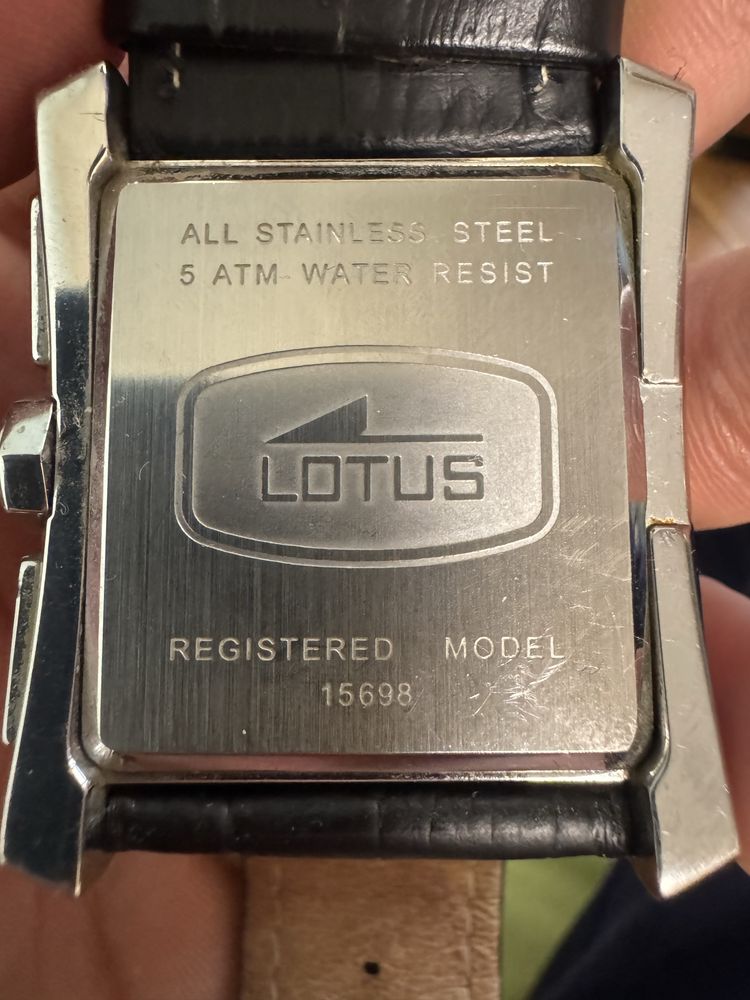 ALL STAINLESS STEEL
5 ATM WATER RESIST
LOTUS
REGISTERED MODEL
15698